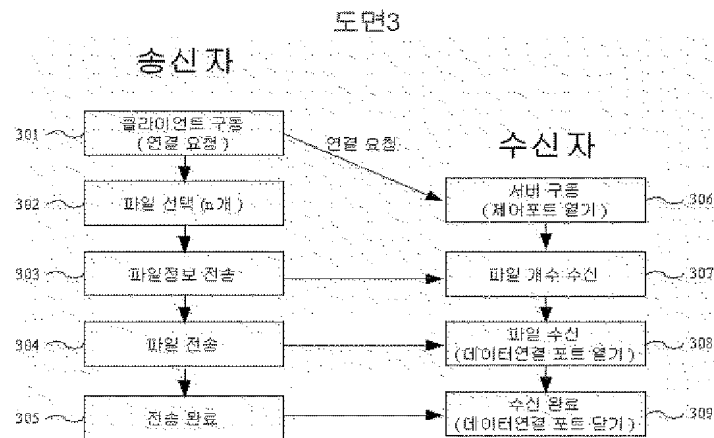 도면3
송신자
301
클라이언트 구동
(연결 요청)
연결 요청
수신자
302
파일 선택 (n개)
서버 구동
(제어포트 열기)
306
303
파일정보 전송
파일 개수 수신
307
304
파일 전송
파일 수신
(데이터연결 포트 열기)
308
305
전송 완료
수신 완료
(데이터연결 포트 닫기)
309